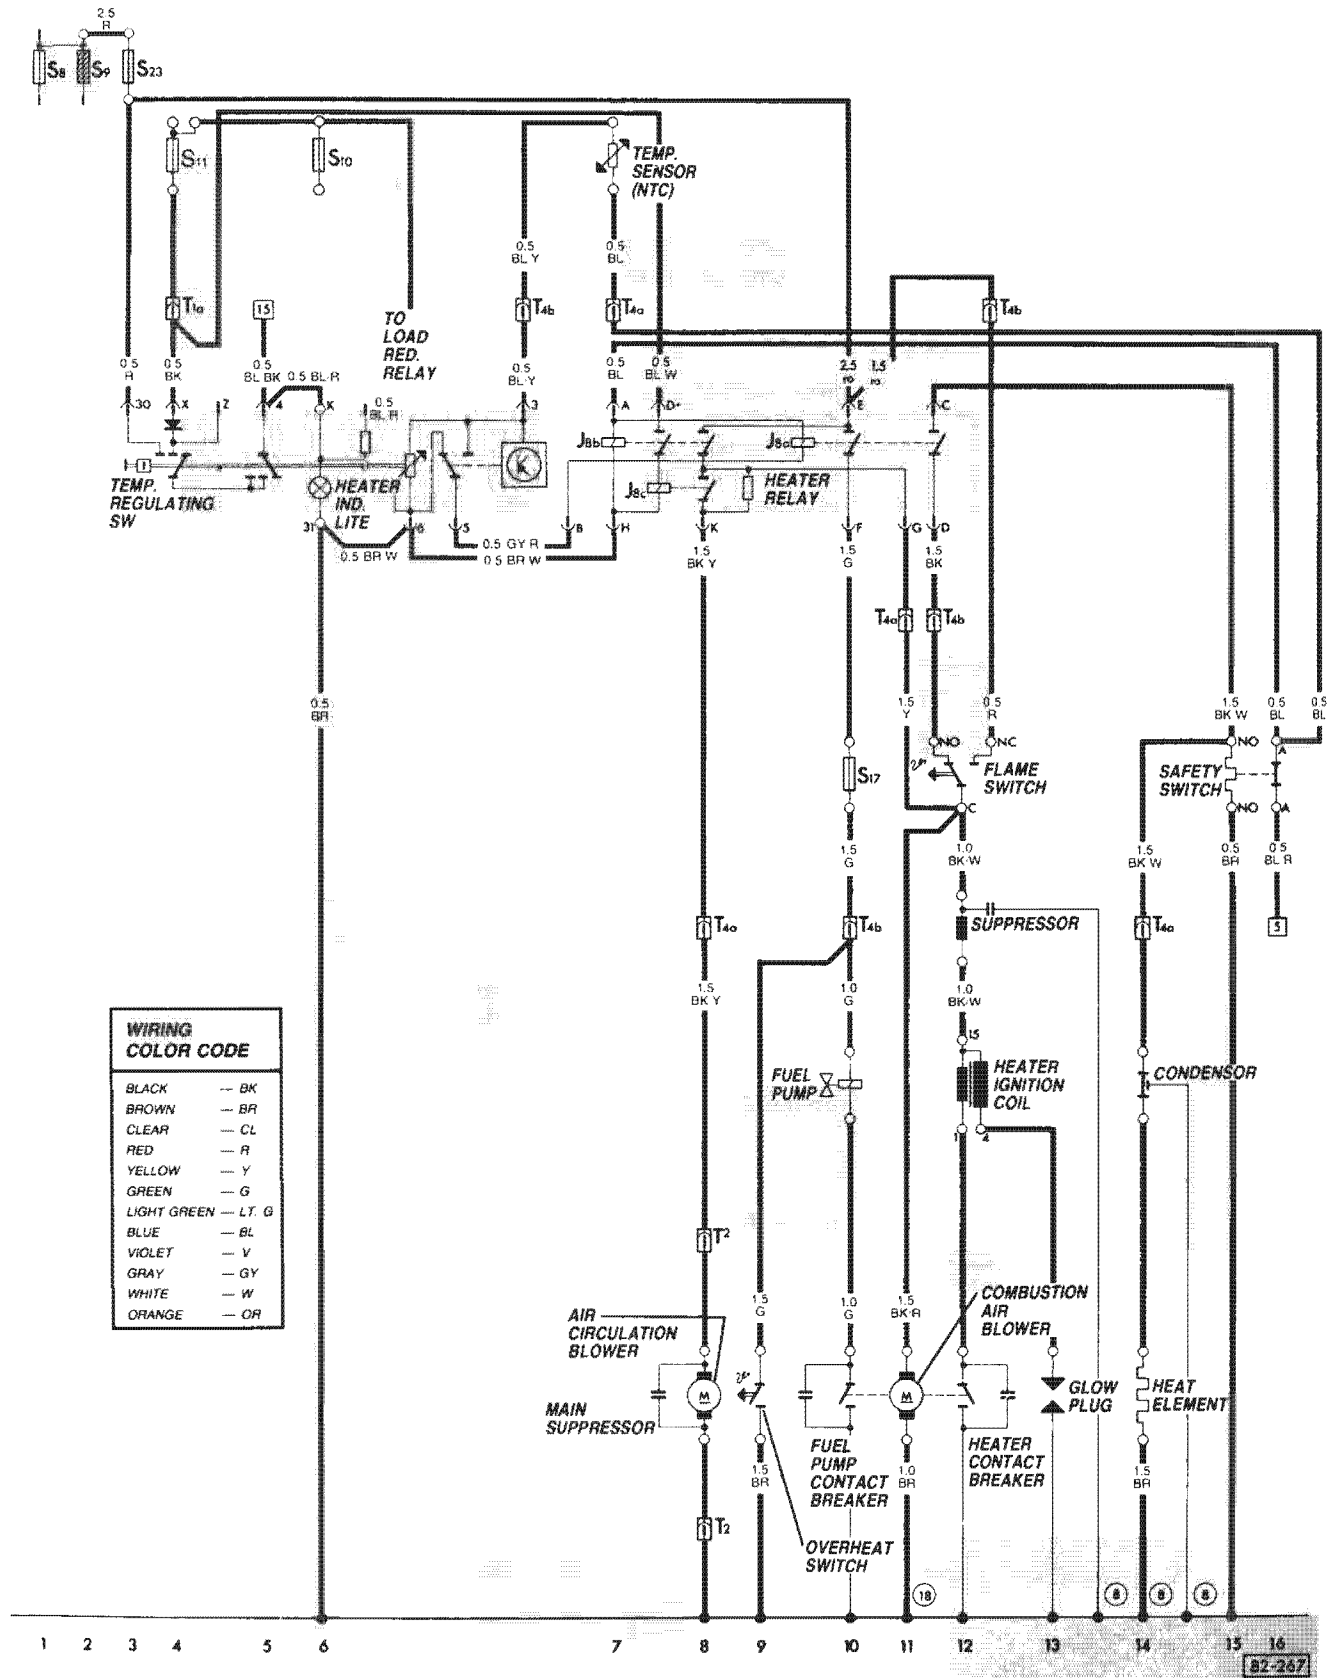 2.5
R
S8
S9
S23
S11
S10
TEMP.
SENSOR
(NTC)
0.5
BL Y
0.5
BL
T1a
15
T4b
T4a
T4b
TO
LOAD
RED.
RELAY
0.5
R
0.5
BK
0.5
BL BK
0.5 BL-R
0.5
BL-Y
0.5
BL
0.5
BL W
2.5
1.5
30
X
Z
4
K
0.5
BL R
3
A
D+
E
C
J8b
J8a
TEMP.
REGULATING
SW
HEATER
IND.
LITE
J8c
HEATER
RELAY
31
6
5
B
H
K
F
G
D
0.5 BR W
0.5 GY R
0.5 BR W
1.5
BK Y
1.5
G
1.5
BK
T4a
T4b
0.5
BR
1.5
Y
0.5
R
1.5
BK W
0.5
BL
0.5
BL
NO
NC
NO
A
FLAME
SWITCH
SAFETY
SWITCH
S17
C
NO
A
1.5
G
1.0
BK-W
1.5
BK W
0.5
BR
0.5
BL R
T4a
T4b
SUPPRESSOR
T4a
5
1.5
BK Y
1.0
G
1.0
BK-W
15
WIRING
COLOR CODE
BLACK — BK
BROWN — BR
CLEAR — CL
RED — R
YELLOW — Y
GREEN — G
LIGHT GREEN — LT. G
BLUE — BL
VIOLET — V
GRAY — GY
WHITE — W
ORANGE — OR
FUEL
PUMP
HEATER
IGNITION
COIL
CONDENSOR
1
4
T2
1.5
G
1.0
G
1.5
BK-R
COMBUSTION
AIR
BLOWER
AIR
CIRCULATION
BLOWER
M
M
GLOW
PLUG
HEAT
ELEMENT
MAIN
SUPPRESSOR
FUEL
PUMP
CONTACT
BREAKER
HEATER
CONTACT
BREAKER
1.5
BR
1.0
BR
1.5
BR
T2
OVERHEAT
SWITCH
18
8
8
8
1 2 3 4 5 6 7 8 9 10 11 12 13 14 15 16
82-267